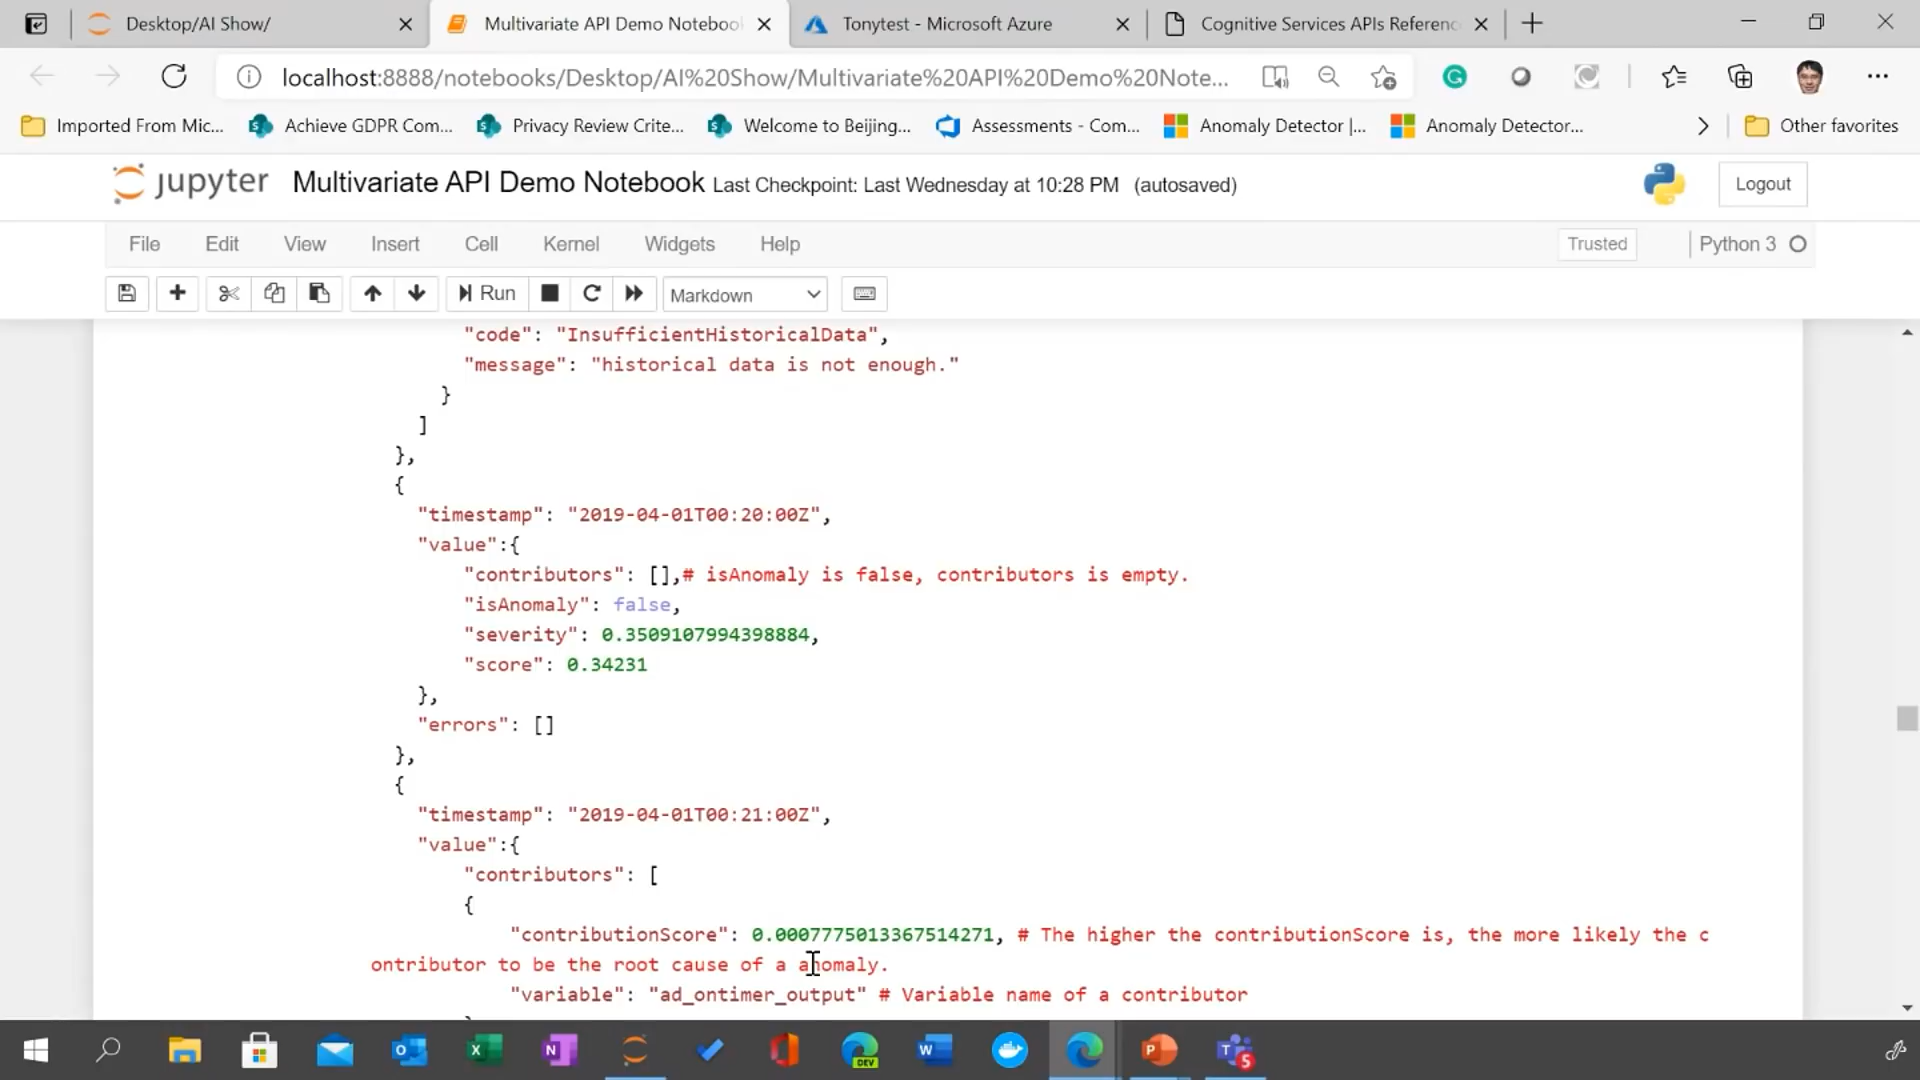 Desktop/AI Show/
Multivariate API Demo Notebook
Tonytest - Microsoft Azure
Cognitive Services APIs Referenc
localhost:8888/notebooks/Desktop/AI%20Show/Multivariate%20API%20Demo%20Note...
Imported From Mic...
Achieve GDPR Com...
Privacy Review Crite...
Welcome to Beijing...
Assessments - Com...
Anomaly Detector |...
Anomaly Detector...
Other favorites
jupyter Multivariate API Demo Notebook Last Checkpoint: Last Wednesday at 10:28 PM (autosaved)
Logout
File Edit View Insert Cell Kernel Widgets Help
Trusted
Python 3
Run
Markdown
"code": "InsufficientHistoricalData",
"message": "historical data is not enough."
}
]
},
{
"timestamp": "2019-04-01T00:20:00Z",
"value":{
"contributors": [],# isAnomaly is false, contributors is empty.
"isAnomaly": false,
"severity": 0.3509107994398884,
"score": 0.34231
},
"errors": []
},
{
"timestamp": "2019-04-01T00:21:00Z",
"value":{
"contributors": [
{
"contributionScore": 0.0007775013367514271, # The higher the contributionScore is, the more likely the c
ontributor to be the root cause of a anomaly.
"variable": "ad_ontimer_output" # Variable name of a contributor
DEV
5